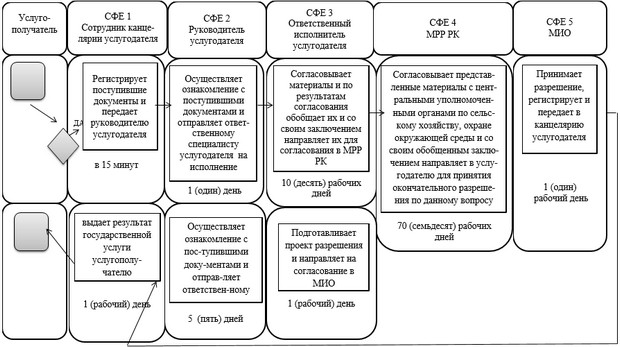 Услуго-
получатель
СФЕ 1
Сотрудник канце-
лярии услугодателя
СФЕ 2
Руководитель
услугодателя
СФЕ 3
Ответственный
исполнитель
услугодателя
СФЕ 4
МРР РК
СФЕ 5
МИО
ДА
Регистрирует
поступившие
документы и
передает
руководителю
услугодателя
в 15 минут
Осуществляет
ознакомление с
поступившими
документами и
отправляет ответ-
ственному
специалисту
услугодателя на
исполнение
1 (один) день
Согласовывает
материалы и по
результатам
согласования
обобщает их и со
своим заключением
направляет их для
согласования в МРР
РК
10 (десять) рабочих
дней
Согласовывает представ-
ленные материалы с цен-
тральными уполномочен-
ными органами по сель-
скому хозяйству, охране
окружающей среды и со
своим обобщенным заклю-
чением направляет в услу-
годателю для принятия
окончательного разреше-
ния по данному вопросу
70 (семьдесят) рабочих
дней
Принимает
разрешение,
регистрирует и
передает в
канцелярию
услугодателя
1 (один)
рабочий день
выдает результат
государственной
услуги
услугополу-
чателю
1 (рабочий) день
Осуществляет
ознакомление с
пос-тупившими
доку-ментами и
отправ-ляет
ответствен-ному
5 (пять) дней
Подготавливает
проект разрешения
и направляет на
согласование в
МИО
1 (рабочий) день